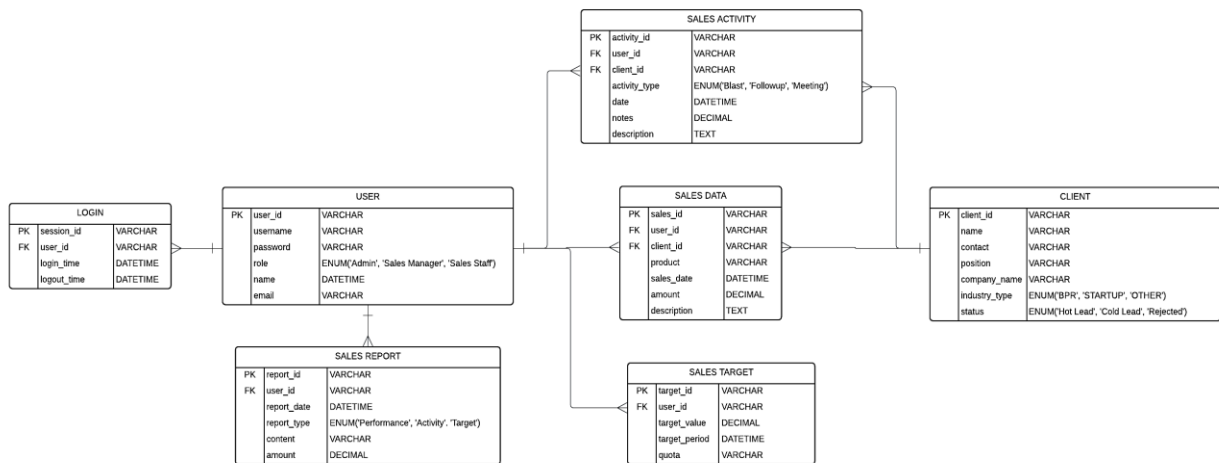 SALES ACTIVITY
PK activity_id VARCHAR
FK user_id VARCHAR
FK client_id VARCHAR
activity_type ENUM('Blast', 'Followup', 'Meeting')
date DATETIME
notes DECIMAL
description TEXT
LOGIN
PK session_id VARCHAR
FK user_id VARCHAR
login_time DATETIME
logout_time DATETIME
USER
PK user_id VARCHAR
username VARCHAR
password VARCHAR
role ENUM('Admin', 'Sales Manager', 'Sales Staff')
name DATETIME
email VARCHAR
SALES DATA
PK sales_id VARCHAR
FK user_id VARCHAR
FK client_id VARCHAR
product VARCHAR
sales_date DATETIME
amount DECIMAL
description TEXT
CLIENT
PK client_id VARCHAR
name VARCHAR
contact VARCHAR
position VARCHAR
company_name VARCHAR
industry_type ENUM('BPR', 'STARTUP', 'OTHER')
status ENUM('Hot Lead', 'Cold Lead', 'Rejected')
SALES REPORT
PK report_id VARCHAR
FK user_id VARCHAR
report_date DATETIME
report_type ENUM('Performance', 'Activity'. 'Target')
content VARCHAR
amount DECIMAL
SALES TARGET
PK target_id VARCHAR
FK user_id VARCHAR
target_value DECIMAL
target_period DATETIME
quota VARCHAR